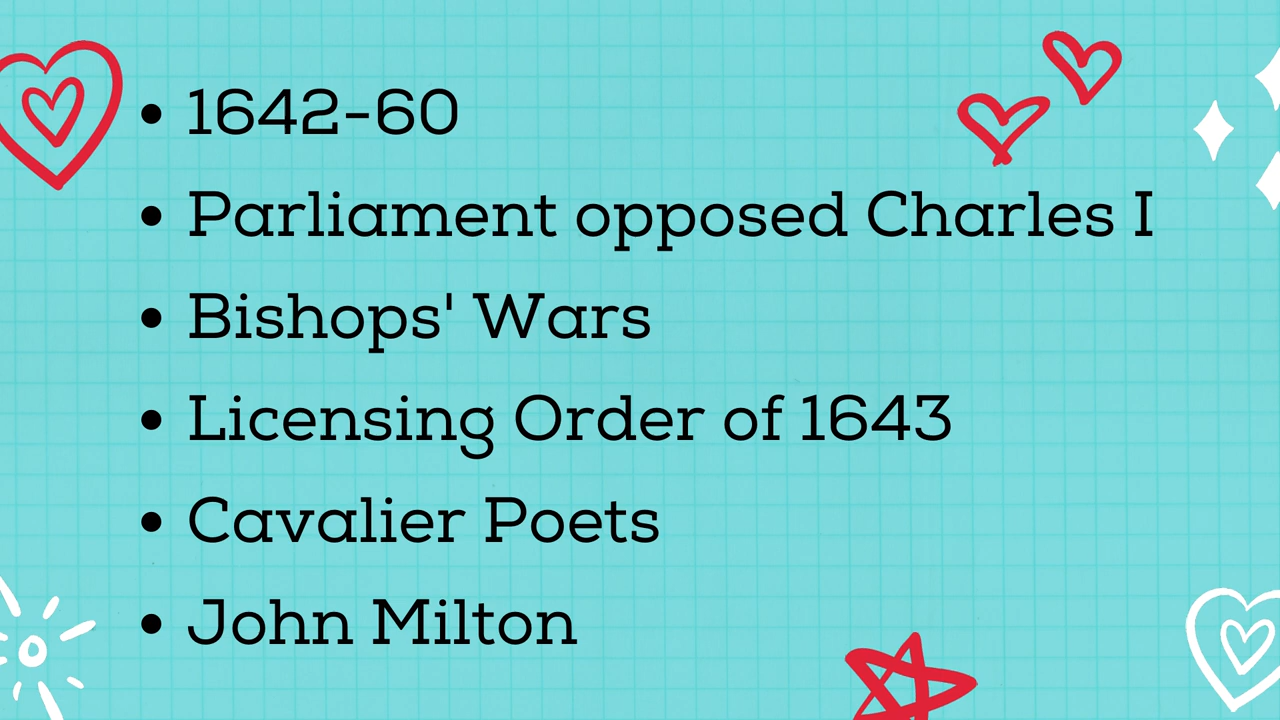 • 1642-60
• Parliament opposed Charles I
• Bishops' Wars
• Licensing Order of 1643
• Cavalier Poets
• John Milton